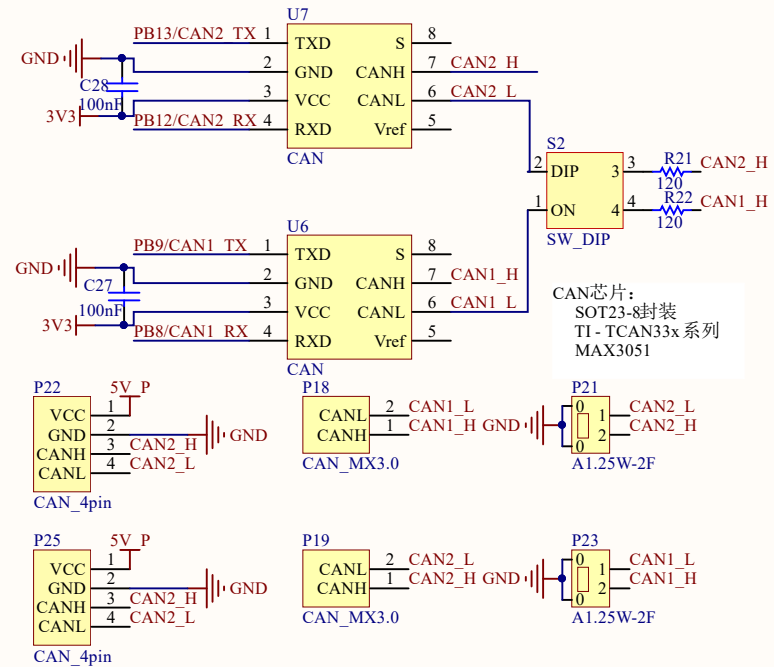 U7
PB13/CAN2_TX 1 TXD S 8
GND 2 GND CANH 7 CAN2_H
C28
100nF
3V3 3 VCC CANL 6 CAN2_L
PB12/CAN2_RX 4 RXD Vref 5
CAN
S2
2 DIP 3 3 R21 CAN2_H
120
1 ON 4 4 R22 CAN1_H
120
SW_DIP
U6
PB9/CAN1_TX 1 TXD S 8
GND 2 GND CANH 7 CAN1_H
C27
100nF
3V3 3 VCC CANL 6 CAN1_L
PB8/CAN1_RX 4 RXD Vref 5
CAN
CAN芯片：
SOT23-8封装
TI - TCAN33x 系列
MAX3051
P22
5V_P
VCC 1
GND 2 GND
CANH 3 CAN2_H
CANL 4 CAN2_L
CAN_4pin
P18
CANL 2 CAN1_L
CANH 1 CAN1_H
CAN_MX3.0
P21
GND
0 1 CAN2_L
0 2 CAN2_H
A1.25W-2F
P25
5V_P
VCC 1
GND 2 GND
CANH 3 CAN2_H
CANL 4 CAN2_L
CAN_4pin
P19
CANL 2 CAN2_L
CANH 1 CAN2_H
CAN_MX3.0
P23
GND
0 1 CAN1_L
0 2 CAN1_H
A1.25W-2F